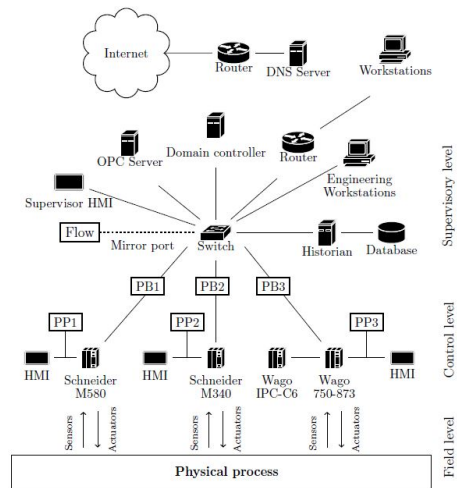 Internet
Router
DNS Server
Workstations
OPC Server
Domain controller
Router
Engineering
Workstations
Supervisor HMI
Flow
Mirror port
Switch
Historian
Database
Supervisory level
PB1
PB2
PB3
PP1
PP2
PP3
HMI
Schneider
M580
HMI
Schneider
M340
Wago
IPC-C6
Wago
750-873
HMI
Control level
Sensors
Actuators
Sensors
Actuators
Sensors
Actuators
Physical process
Field level